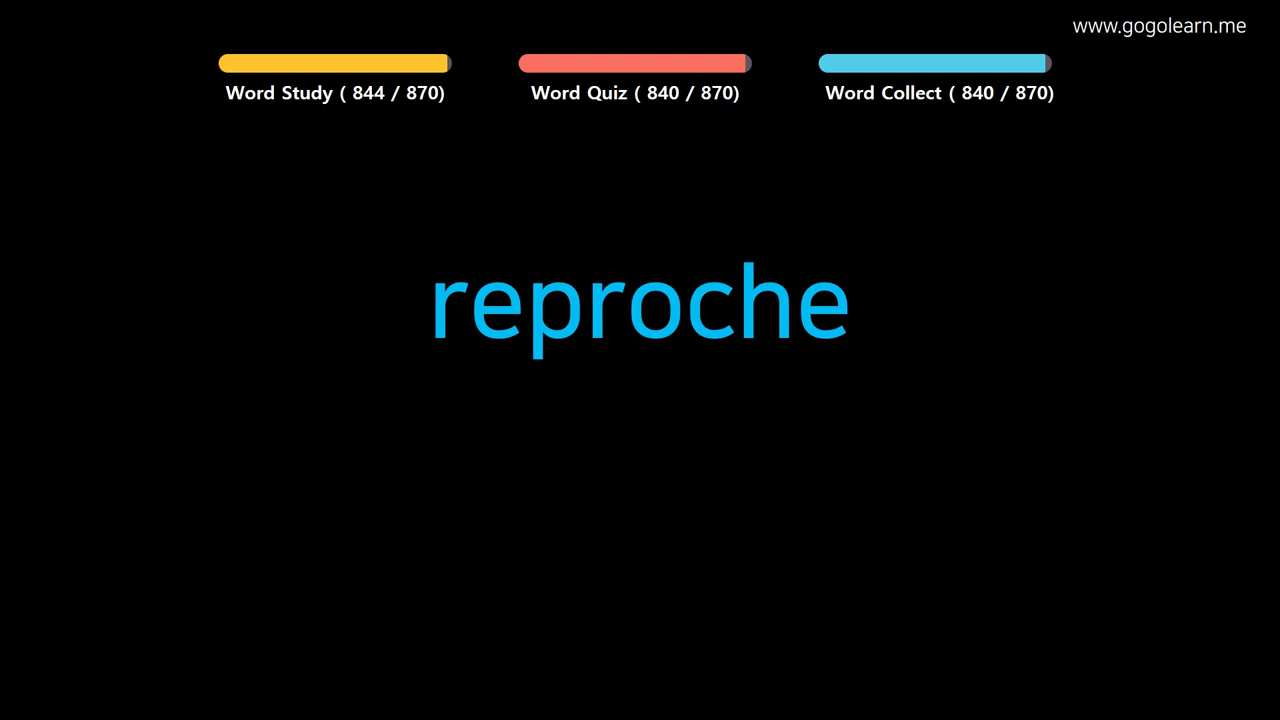 www.gogolearn.me
Word Study ( 844 / 870)
Word Quiz ( 840 / 870)
Word Collect ( 840 / 870)
reproche